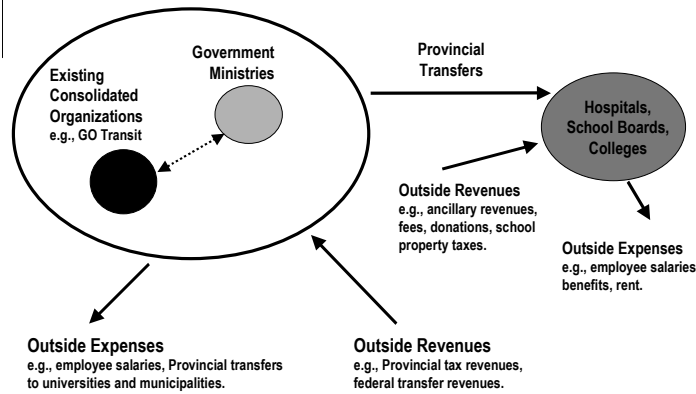 Government
Ministries
Existing
Consolidated
Organizations
e.g., GO Transit
Provincial
Transfers
Hospitals,
School Boards,
Colleges
Outside Revenues
e.g., ancillary revenues,
fees, donations, school
property taxes.
Outside Expenses
e.g., employee salaries
benefits, rent.
Outside Expenses
e.g., employee salaries, Provincial transfers
to universities and municipalities.
Outside Revenues
e.g., Provincial tax revenues,
federal transfer revenues.